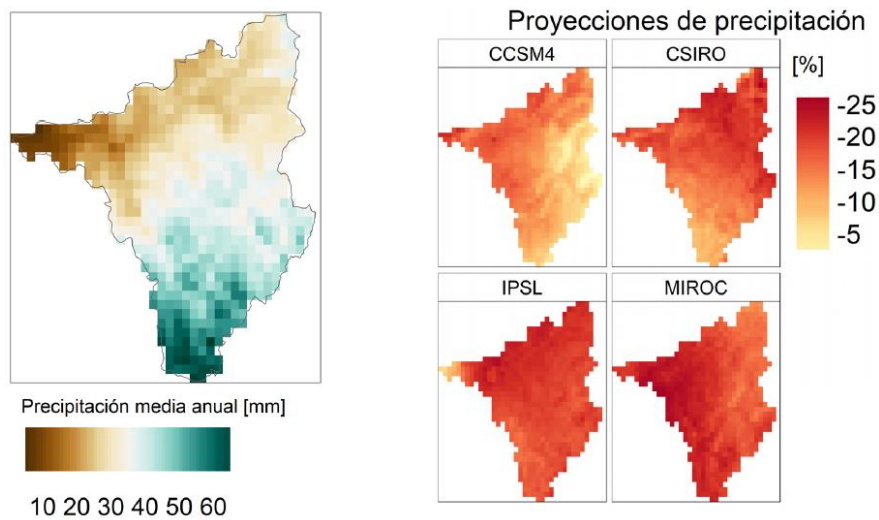 Proyecciones de precipitación
CCSM4
CSIRO
[%]
-25
-20
-15
-10
-5
IPSL
MIROC
Precipitación media anual [mm]
10 20 30 40 50 60